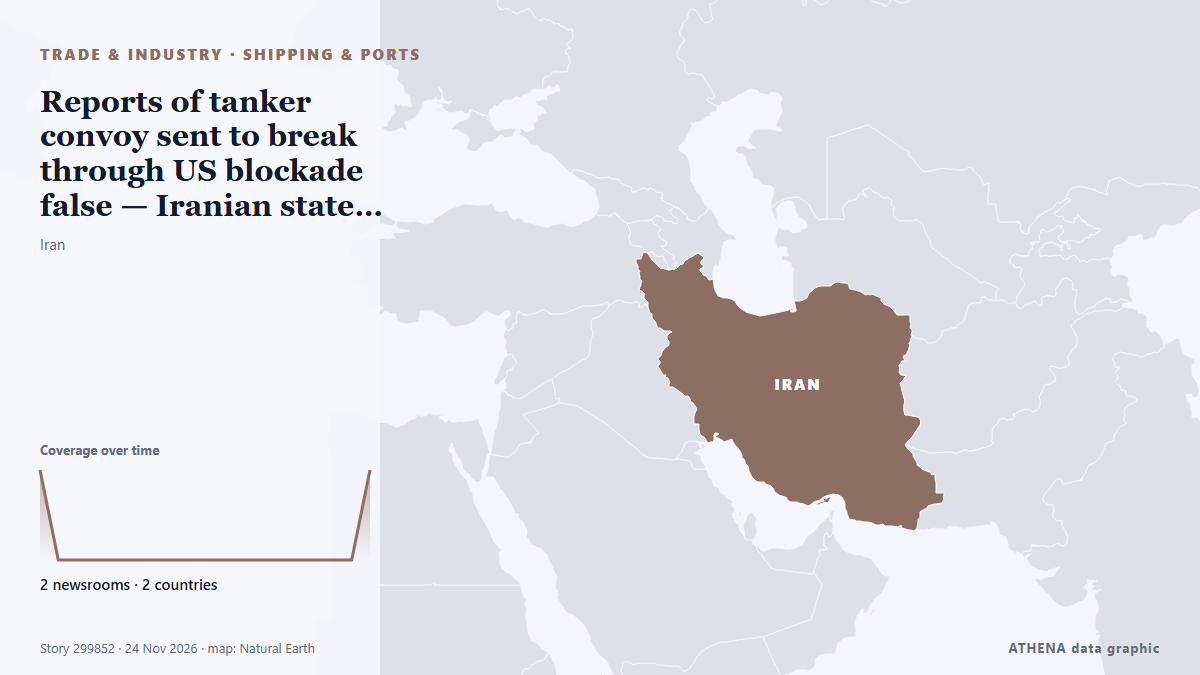 TRADE & INDUSTRY · SHIPPING & PORTS
Reports of tanker
convoy sent to break
through US blockade
false — Iranian state...
Iran
IRAN
Coverage over time
2 newsrooms · 2 countries
Story 299852 · 24 Nov 2026 · map: Natural Earth
ATHENA data graphic